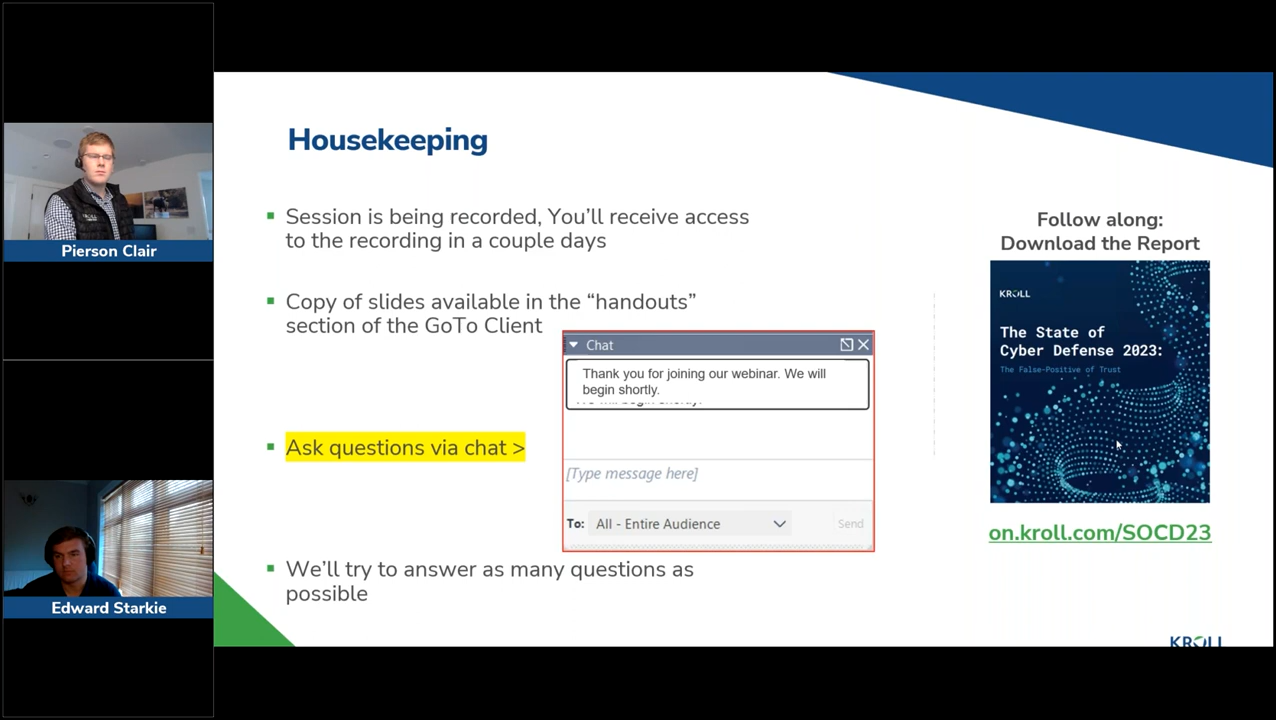 Housekeeping
Session is being recorded, You’ll receive access
to the recording in a couple days
Copy of slides available in the “handouts”
section of the GoTo Client
Chat
Thank you for joining our webinar. We will
begin shortly.
[Type message here]
To: All - Entire Audience
Send
Ask questions via chat >
We’ll try to answer as many questions as
possible
Follow along:
Download the Report
KROLL
The State of
Cyber Defense 2023:
The False-Positive of Trust
on.kroll.com/SOCD23
KROLL
Pierson Clair
Edward Starkie